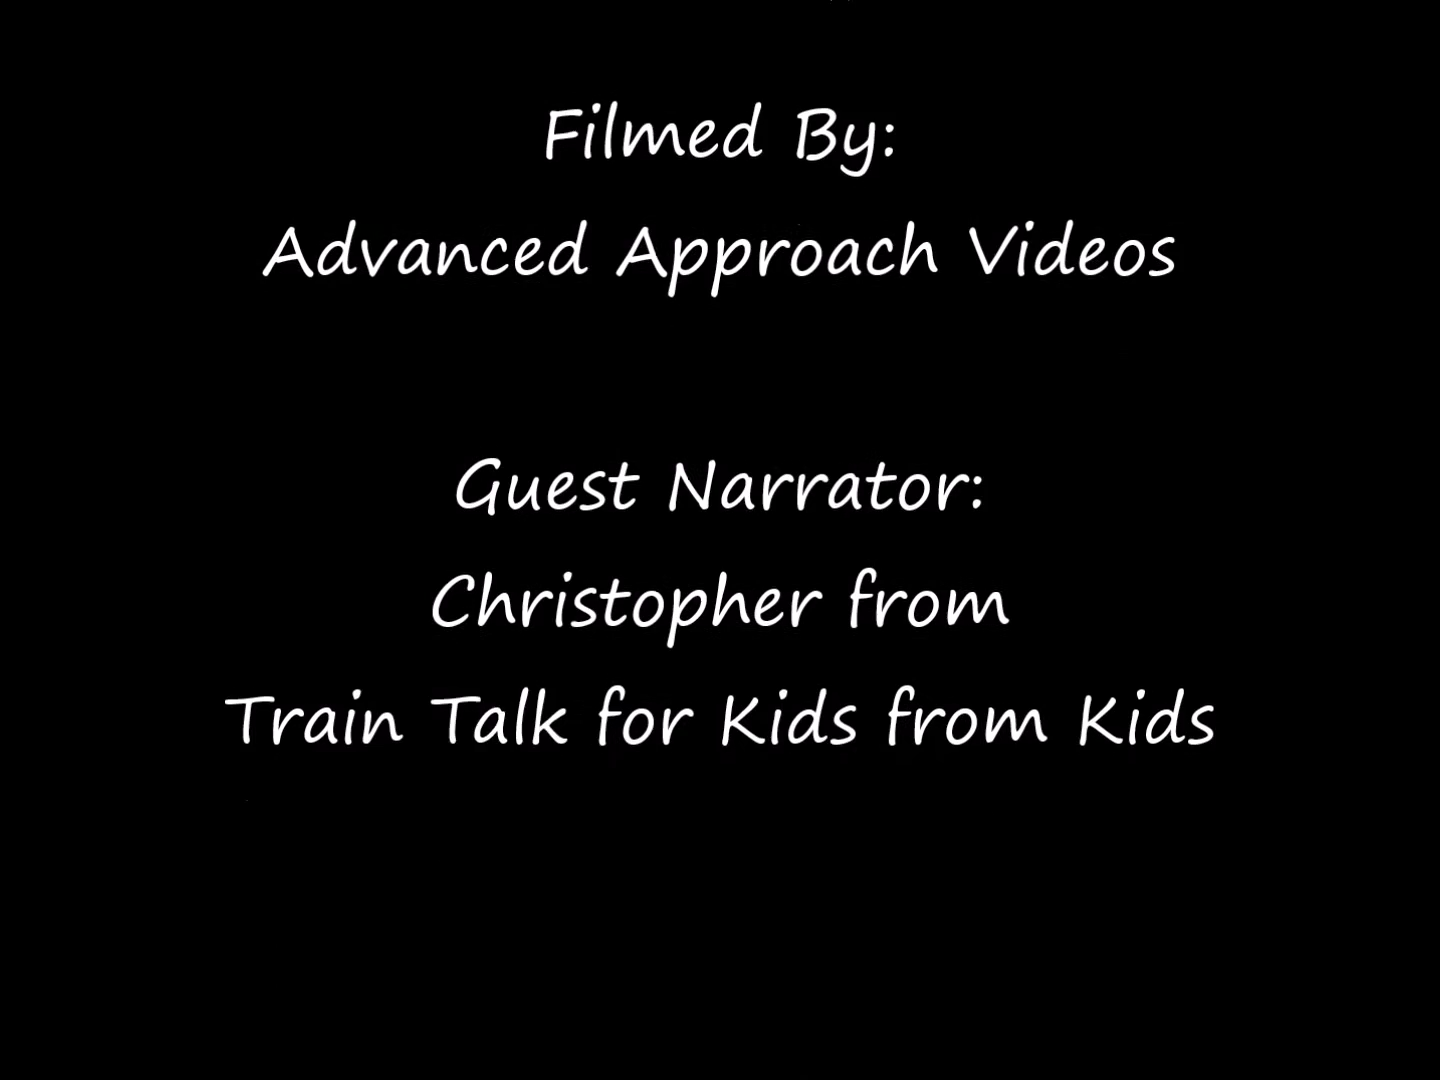 Filmed By:
Advanced Approach Videos
Guest Narrator:
Christopher from
Train Talk for Kids from Kids